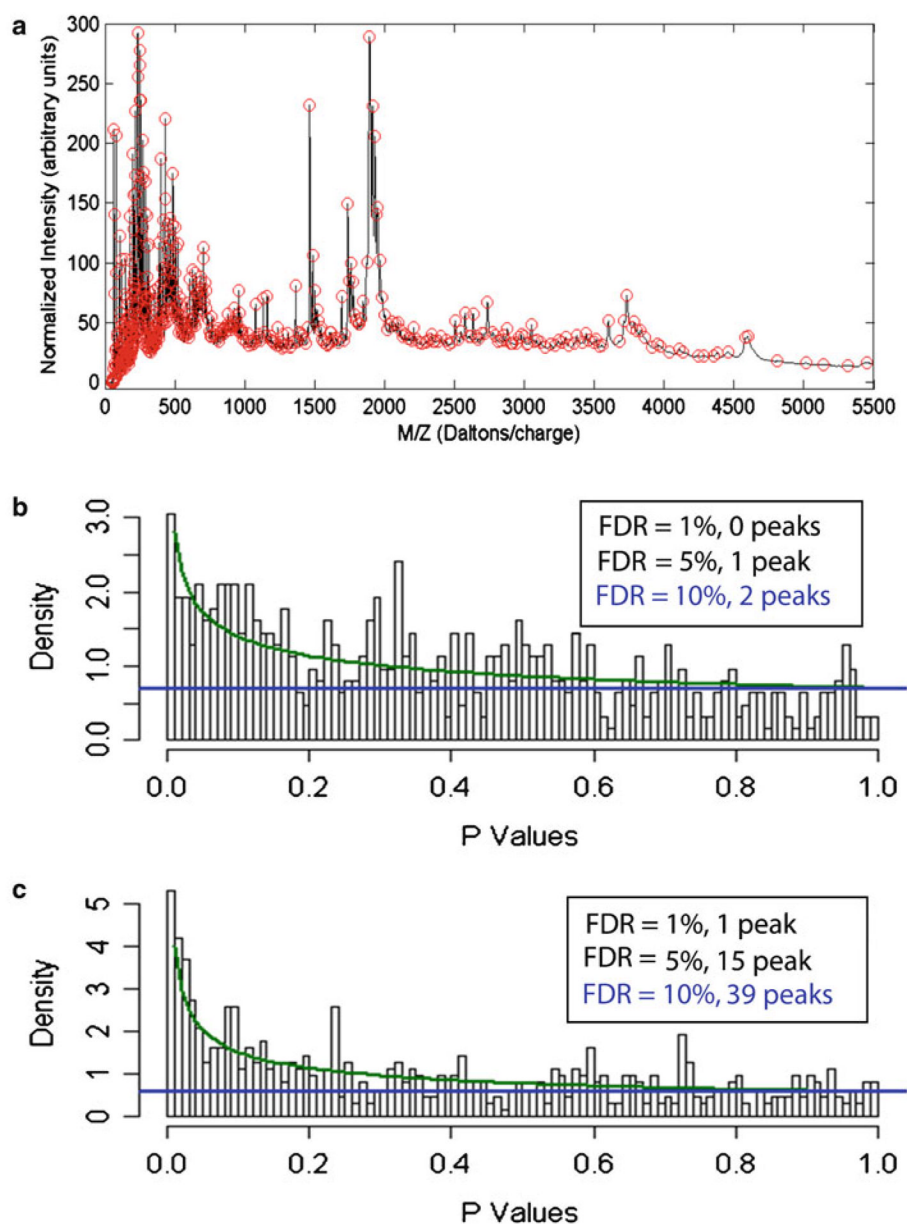 a
Normalized Intensity (arbitrary units)
300
250
200
150
100
50
0
0 500 1000 1500 2000 2500 3000 3500 4000 4500 5000 5500
M/Z (Daltons/charge)
b
Density
3.0
2.0
1.0
0.0
FDR = 1%, 0 peaks
FDR = 5%, 1 peak
FDR = 10%, 2 peaks
0.0 0.2 0.4 0.6 0.8 1.0
P Values
c
Density
5
4
3
2
1
0
FDR = 1%, 1 peak
FDR = 5%, 15 peak
FDR = 10%, 39 peaks
0.0 0.2 0.4 0.6 0.8 1.0
P Values